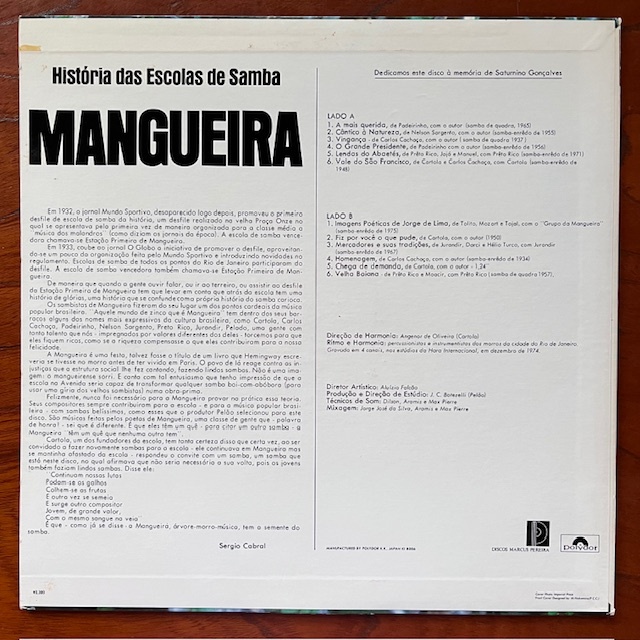 História das Escolas de Samba
MANGUEIRA
Em 1932, o jornal Mundo Sportivo, desaparecido logo depois, promoveu o primeiro
desfile de escola de samba da história, um desfile realizado na velha Praça Onze no
qual se apresentava pela primeira vez de maneira organizada para a classe média a
"música dos malandros" (como diziam os jornais da época). A escola de samba vence-
dora chamava-se Estação Primeira de Mangueira.
Em 1933, coube ao jornal O Globo a iniciativa de promover o desfile, aproveitan-
do-se um pouco da organização feita pelo Mundo Sportivo e introduzindo novidades no
regulamento. Escolas de samba de todos os pontos do Rio de Janeiro participaram do
desfile. A escola de samba vencedora também chamava-se Estação Primeira de Man-
gueira.
De maneira que quando a gente ouvir falar, ou ir ao terreiro, ou assistir ao desfile
da Estação Primeira de Mangueira tem que levar em conta que atrás da escola tem uma
história de glórias, uma história que se confunde como própria história do samba carioca.
Os sambistas de Mangueira fizeram do seu lugar um dos pontos cardeais da música
popular brasileira. "Aquele mundo de zinco que é Mangueira" tem dentro dos seus bar-
racos alguns dos nomes mais expressivos da cultura brasileira, como Cartola, Carlos
Cachaça, Padeirinho, Nelson Sargento, Preto Rico, Jurandir, Pelado, uma gente com
tanto talento que nós - impregnados por valores diferentes dos deles - torcemos para que
eles fiquem ricos, como se a riqueza compensasse o que eles contribuiram para a nossa
felicidade.
A Mangueira é uma festa, talvez fosse o título de um livro que Hemingway escre-
veria se tivesse no morro antes de ter vivido em Paris. O povo de lá reage contra as in-
justiças que a estrutura social lhe fez cantando, fazendo lindos sambas. Não é uma ima-
gem: o mangueirense sorri. E canta com tal entusiasmo que tenho impressão de que a
escola na Avenida seria capaz de transformar qualquer samba boi-com-abóbora (para
usar uma gíria dos velhos sambistas) numa obra-prima.
Felizmente, nunca foi necessário para a Mangueira provar na prática essa teoria.
Seus compositores sempre contribuiram para a escola - e para a música popular brasilei-
ra - com sambas belíssimos, como esses que o produtor Pelão selecionou para este
disco. São músicas feitas pelos poetas de Mangueira, uma classe de gente que - palavra
de honra! - sei que é diferente. É que eles têm um quê - para citar um outro samba - a
Mangueira "têm um quê que nenhuma outra tem".
Cartola, um dos fundadores da escola, tem tanto certeza disso que certa vez, ao ser
convidado a fazer novamente sambas para a escola - ele continuava em Mangueira mas
se mantinha afastado da escola - respondeu o convite com um samba, um samba que
está neste disco, no qual afirmava que não seria necessária a sua volta, pois os jovens
também faziam lindos sambas. Disse ele:
"Continuam nossas lutas
Podam-se os galhos
Colhem-se as frutas
E outra vez se semeia
E surge outro compositor
Jovem, de grande valor,
Com o mesmo sangue na veia"
E que - como já se disse - a Mangueira, árvore-morro-música, tem a semente do
samba.
Sergio Cabral
Dedicamos este disco à memória de Saturnino Gonçalves
LADO A
1. A mais querida, de Padeirinho, com o autor (samba de quadra, 1965)
2. Cântico à Natureza, de Nelson Sargento, com o autor (samba-enrêdo de 1955)
3. Vingança - de Carlos Cachaça, com o autor (samba de quadra 1937)
4. O Grande Presidente, de Padeirinho com o autor (samba-enrêdo de 1956)
5. Lendas do Abaetés, de Prêto Rico, Jajá e Manuel, com Prêto Rico (samba-enrêdo de 1971)
6. Vale do São Francisco, de Cartola e Carlos Cachaça com Cartola (samba-enrêdo de
1948)
LADO B
1. Imagens Poéticas de Jorge de Lima, de Tolito, Mozart e Tajal, com o "Grupo da Mangueira"
(samba-enrêdo de 1975)
2. Fiz por você o que pude, de Cartola, com o autor (1950)
3. Mercadores e suas tradições, de Jurandir, Darci e Hélio Turco, com Jurandir
(samba-enrêdo de 1967)
4. Homenagem, de Carlos Cachaça, com o autor (samba-enrêdo de 1934)
5. Chega de demanda, de Cartola, com o autor - 1.24
6. Velha Baiana - de Prêto Rico e Moacir, com Prêto Rico (samba de quadra 1957),
Direção de Harmonia: Angenor de Oliveira (Cartola)
Ritmo e Harmonia: percussionistas e instrumentistas dos morros da cidade do Rio de Janeiro
Gravado em 4 canais, nos estúdios da Hara Internacional, em dezembro de 1974.
Diretor Artístico: Aluízio Falcão
Produção e Direção de Estúdio: J. C. Botezelli (Pelão)
Técnicos de Som: Dilson, Aramis e Max Pierre
Mixagem: Jorge José da Silva, Aramis e Max Pierre
MANUFACTURED BY POLYDOR K.K., JAPAN
DISCOS MARCUS PEREIRA
polydor